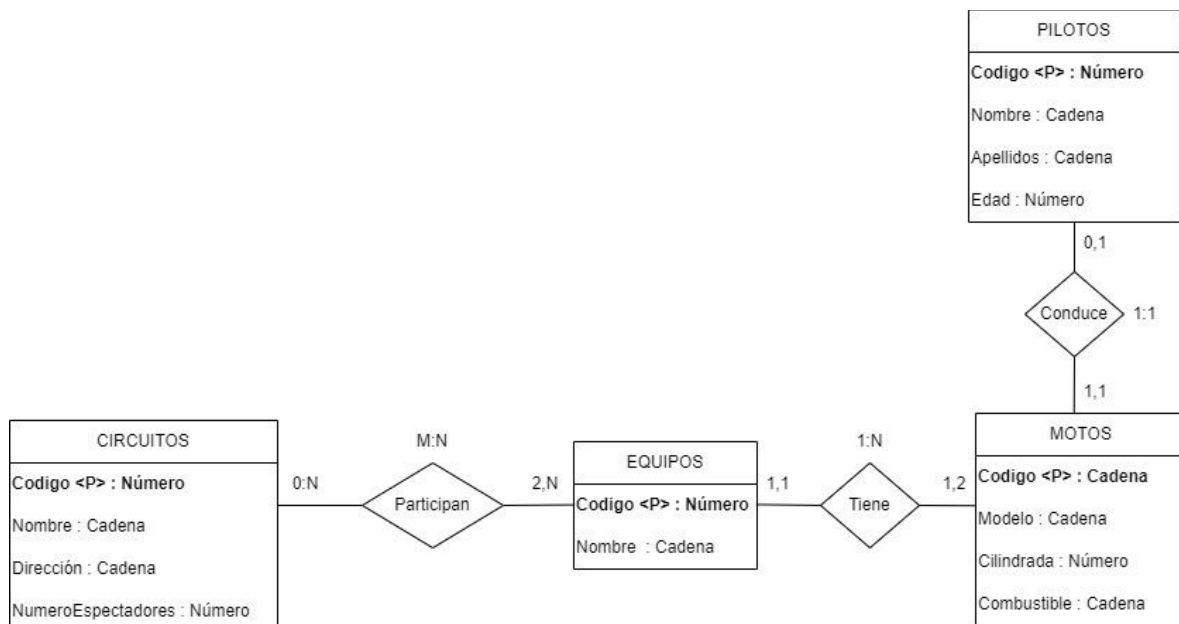 PILOTOS
Codigo <P> : Número
Nombre : Cadena
Apellidos : Cadena
Edad : Número
0,1
Conduce
1:1
1,1
CIRCUITOS
Codigo <P> : Número
Nombre : Cadena
Dirección : Cadena
NumeroEspectadores : Número
0:N
M:N
Participan
2,N
EQUIPOS
Codigo <P> : Número
Nombre : Cadena
1,1
1:N
Tiene
1,2
MOTOS
Codigo <P> : Cadena
Modelo : Cadena
Cilindrada : Número
Combustible : Cadena